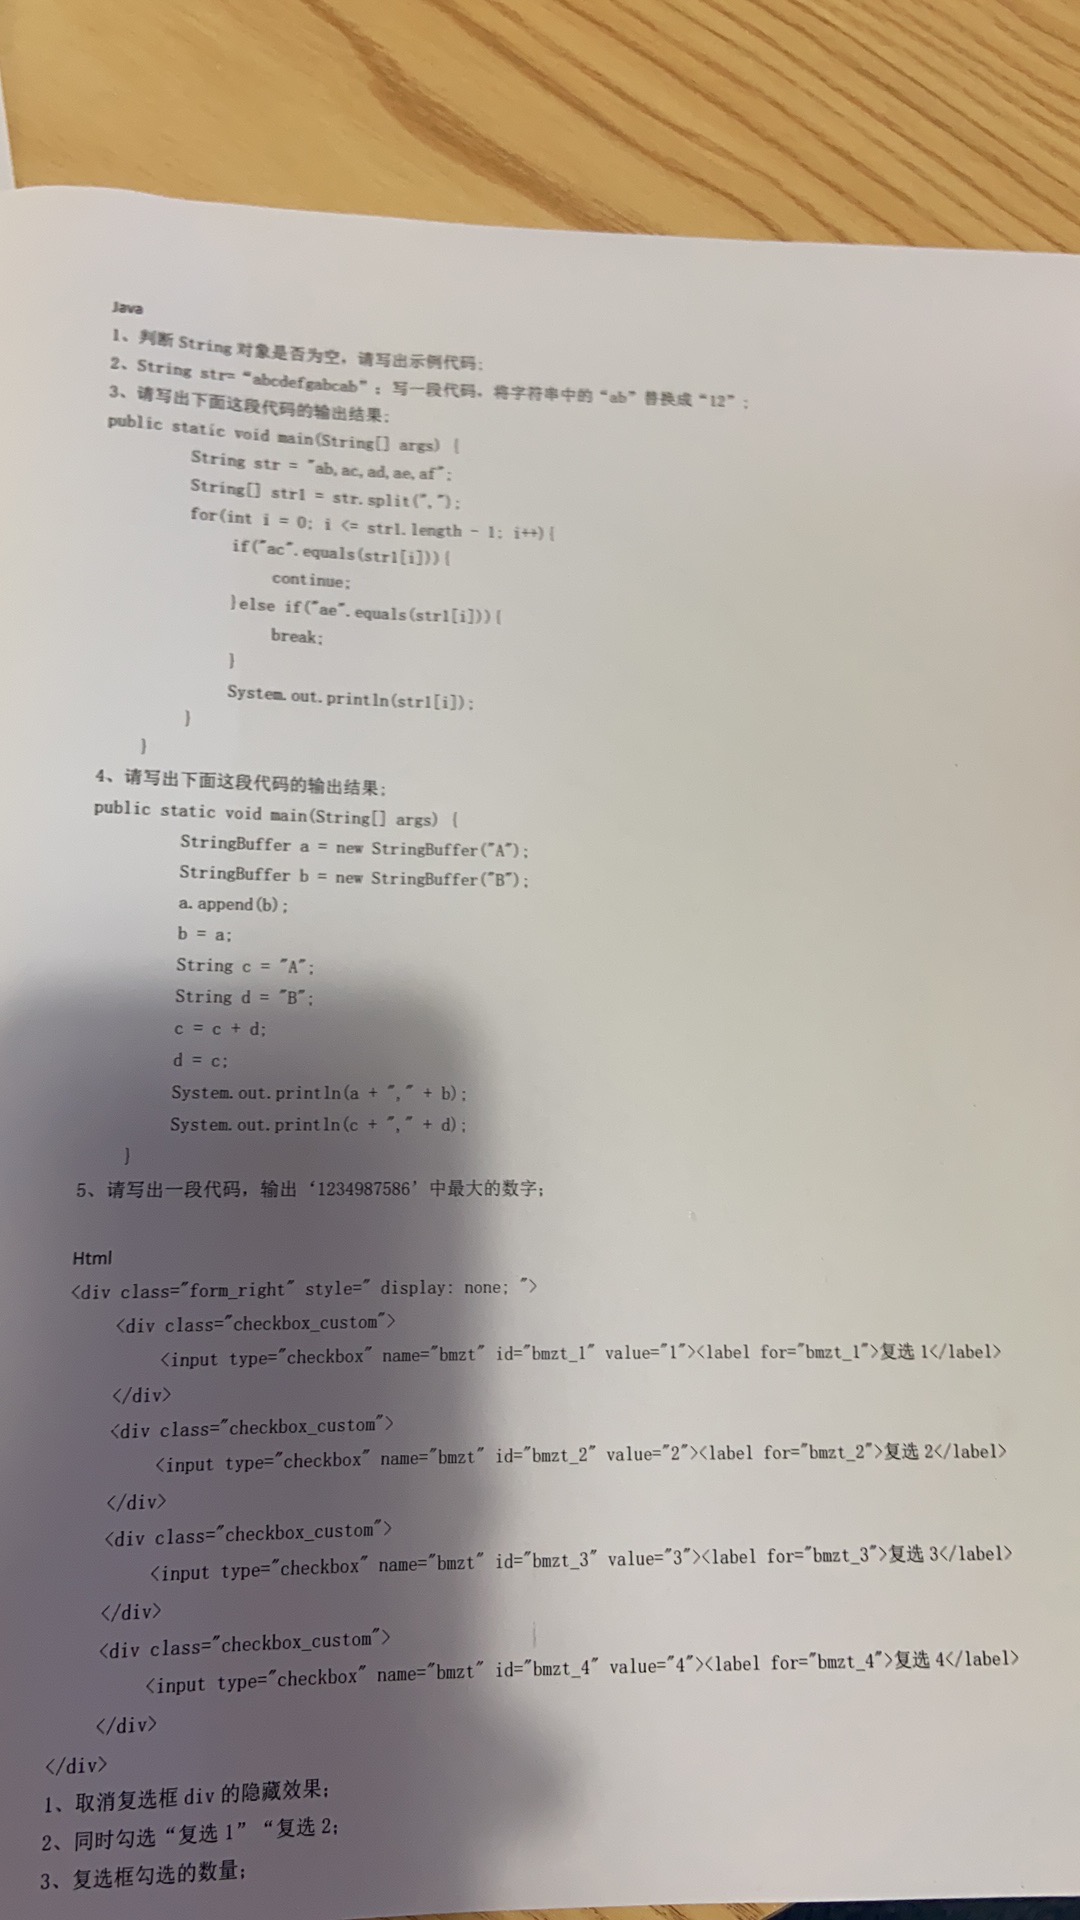 Java
1、判断 String 对象是否为空，请写出示例代码;
2、String str= “abcdefgabcab” ; 写一段代码，将字符串中的 “ab” 替换成 “12” ;
3、请写出下面这段代码的输出结果:
public static void main(String[] args) {
String str = "ab,ac,ad,ae,af";
String[] str1 = str.split(",");
for(int i = 0; i <= str1.length - 1; i++){
if("ac".equals(str1[i])){
continue;
}else if("ae".equals(str1[i])){
break;
}
System.out.println(str1[i]);
}
}
4、请写出下面这段代码的输出结果:
public static void main(String[] args) {
StringBuffer a = new StringBuffer("A");
StringBuffer b = new StringBuffer("B");
a.append(b);
b = a;
String c = "A";
String d = "B";
c = c + d;
d = c;
System.out.println(a + "," + b);
System.out.println(c + "," + d);
}
5、请写出一段代码，输出 ‘1234987586’ 中最大的数字;
Html
<div class="form_right" style=" display: none; ">
<div class="checkbox_custom">
<input type="checkbox" name="bmzt" id="bmzt_1" value="1"><label for="bmzt_1">复选 1</label>
</div>
<div class="checkbox_custom">
<input type="checkbox" name="bmzt" id="bmzt_2" value="2"><label for="bmzt_2">复选 2</label>
</div>
<div class="checkbox_custom">
<input type="checkbox" name="bmzt" id="bmzt_3" value="3"><label for="bmzt_3">复选 3</label>
</div>
<div class="checkbox_custom">
<input type="checkbox" name="bmzt" id="bmzt_4" value="4"><label for="bmzt_4">复选 4</label>
</div>
</div>
1、取消复选框 div 的隐藏效果;
2、同时勾选 “复选 1” “复选 2;
3、复选框勾选的数量;